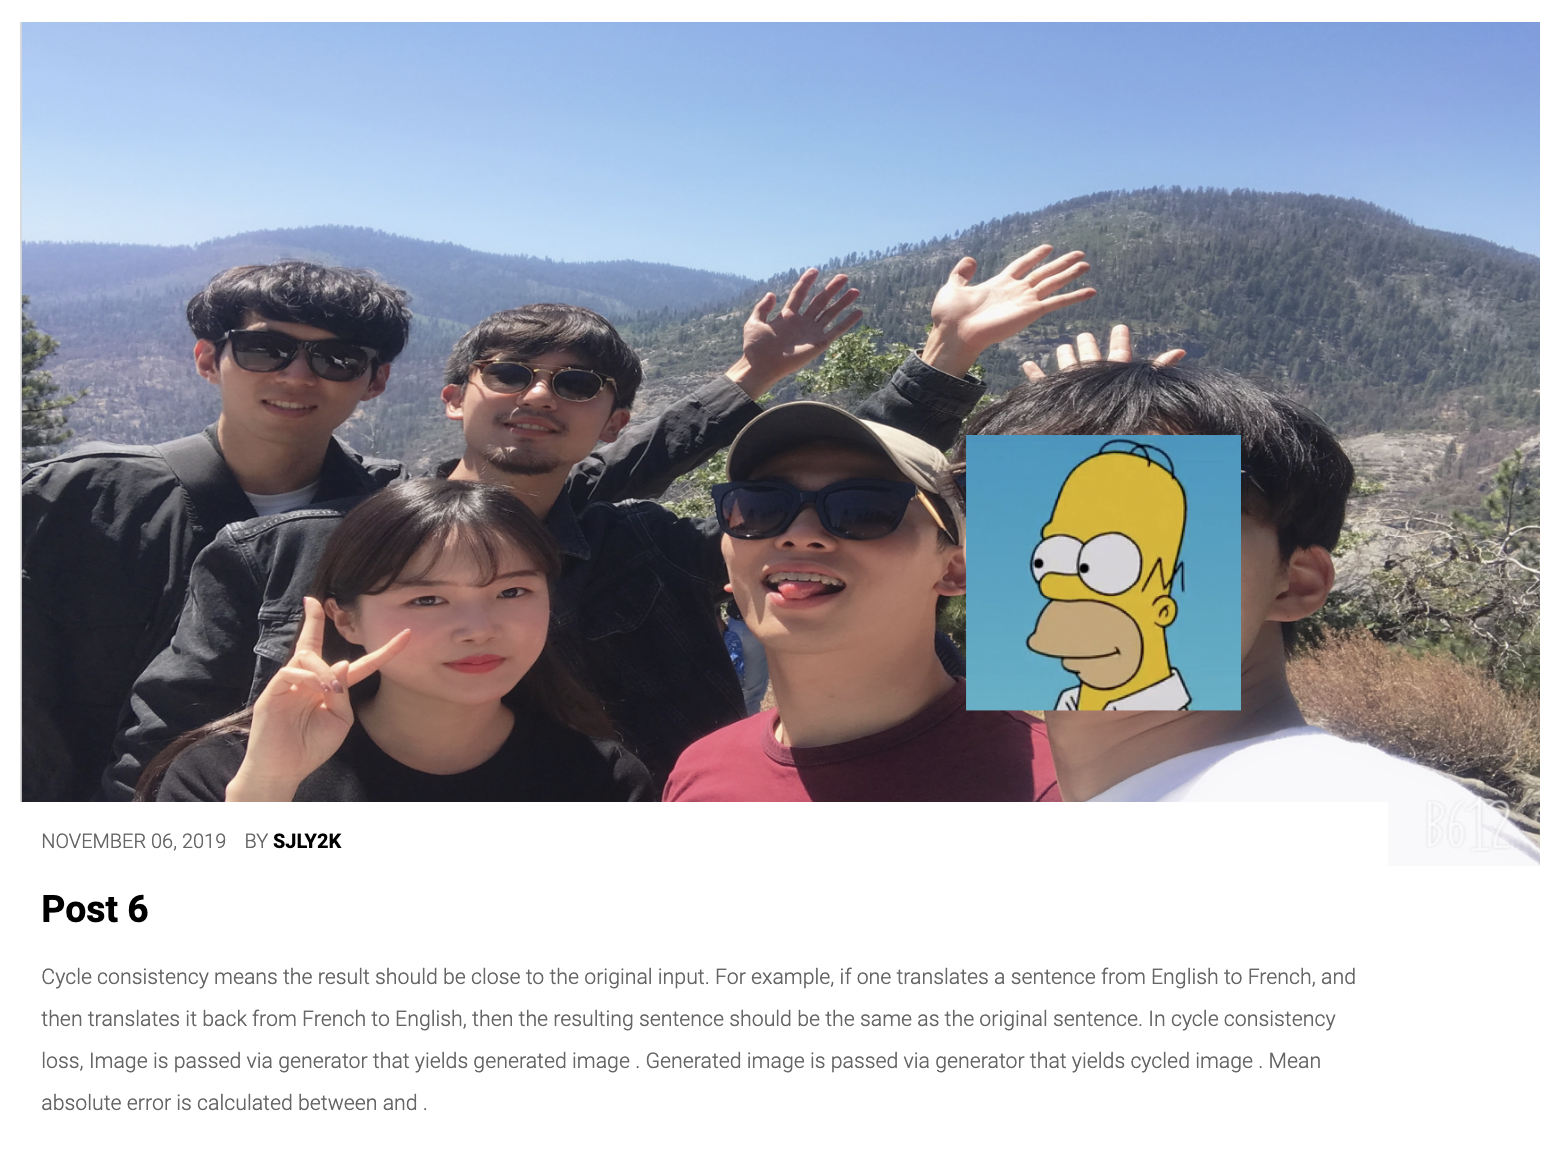 B612
NOVEMBER 06, 2019 BY SJLY2K
Post 6
Cycle consistency means the result should be close to the original input. For example, if one translates a sentence from English to French, and
then translates it back from French to English, then the resulting sentence should be the same as the original sentence. In cycle consistency
loss, Image is passed via generator that yields generated image . Generated image is passed via generator that yields cycled image . Mean
absolute error is calculated between and .